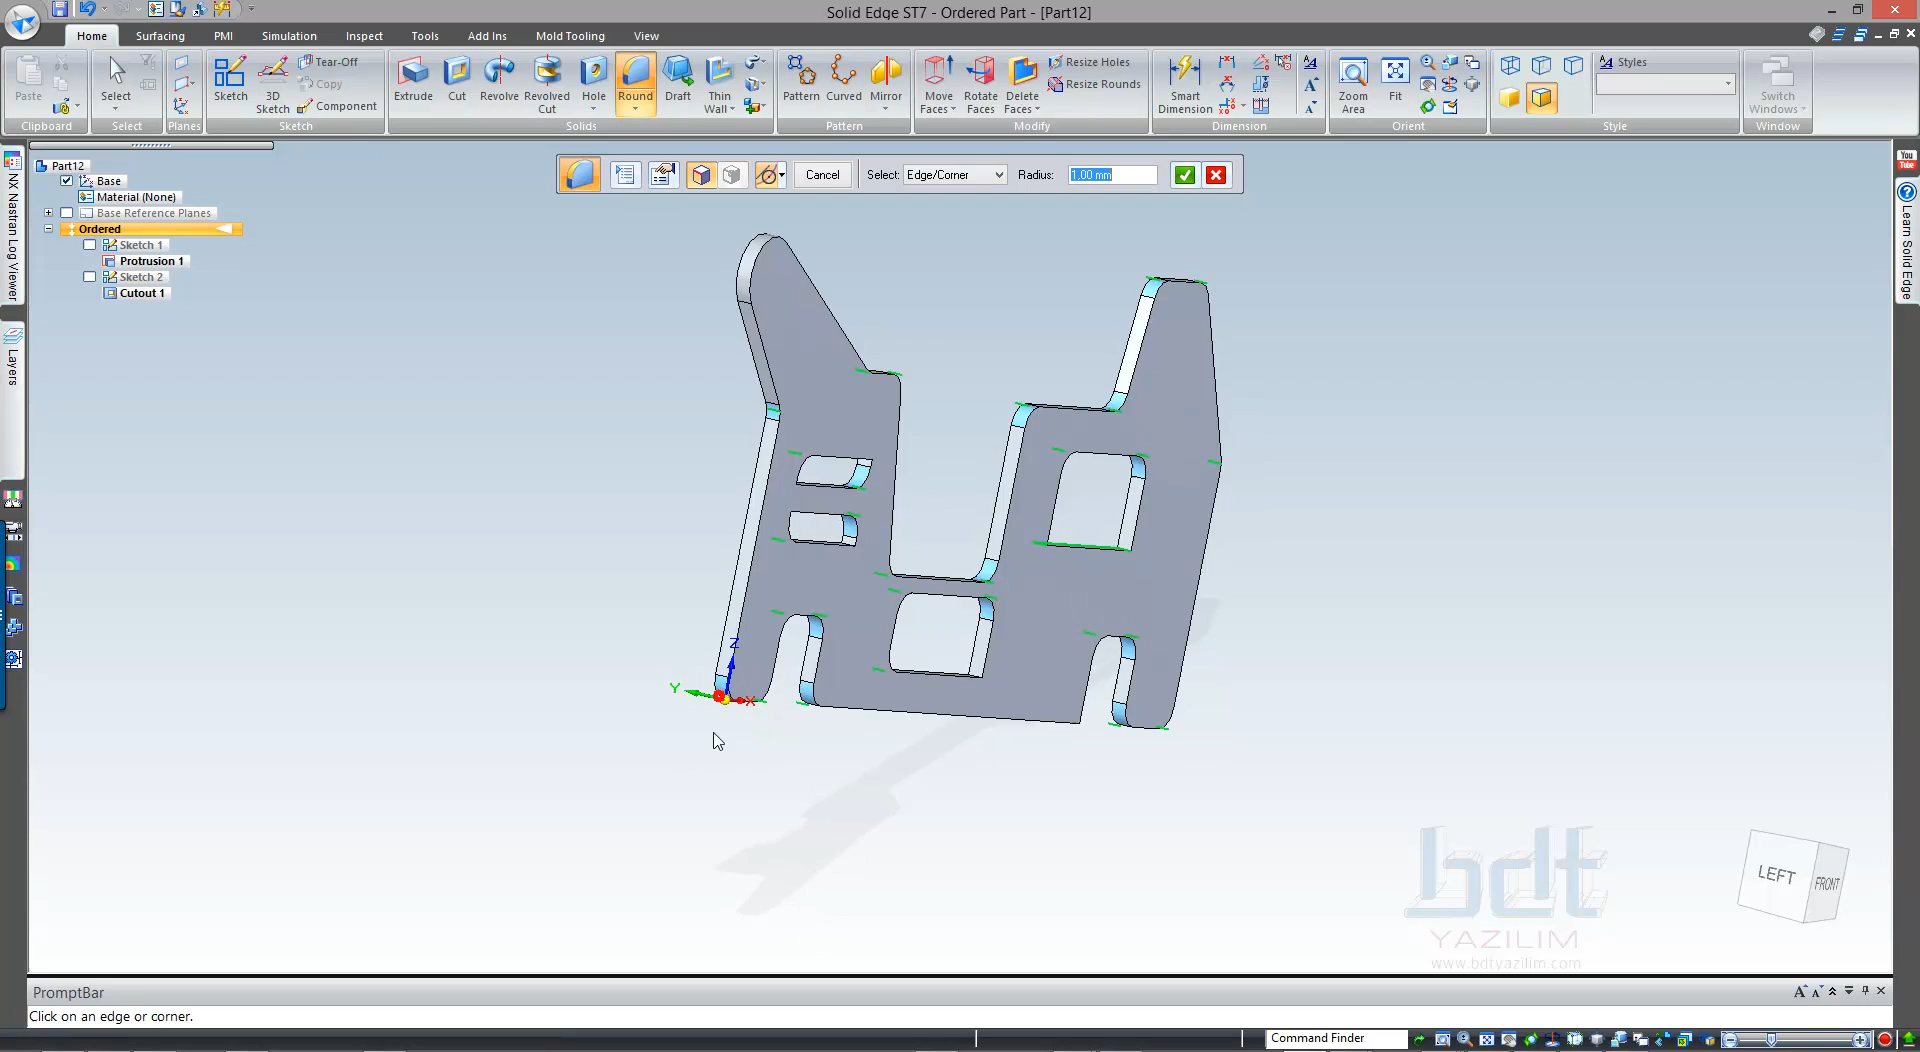 Solid Edge ST7 - Ordered Part - [Part12]
Home Surfacing PMI Simulation Inspect Tools Add Ins Mold Tooling View
Paste
Clipboard
Select
Select
Planes
Sketch
3D Sketch
Tear-Off
Copy
Component
Sketch
Extrude
Cut
Revolve
Revolved Cut
Hole
Round
Draft
Thin Wall
Solids
Pattern
Curved
Mirror
Pattern
Move Faces
Rotate Faces
Delete Faces
Resize Holes
Resize Rounds
Modify
Smart Dimension
Dimension
Zoom Area
Fit
Orient
Styles
Style
Switch Windows
Window
NX Nastran Log Viewer
Layers
Part12
Base
Material (None)
Base Reference Planes
Ordered
Sketch 1
Protrusion 1
Sketch 2
Cutout 1
Cancel
Select: Edge/Corner
Radius: 1,00 mm
You Tube
Learn Solid Edge
Z
Y
X
LEFT
FRONT
bdt
YAZILIM
www.bdtyazilim.com
PromptBar
Click on an edge or corner.
Command Finder